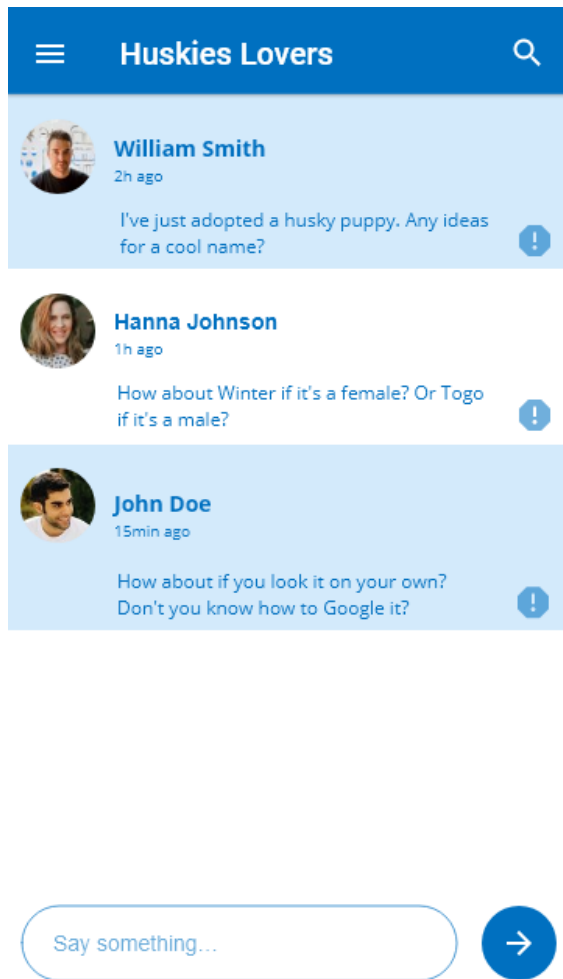 Huskies Lovers
William Smith
2h ago
I've just adopted a husky puppy. Any ideas
for a cool name?
Hanna Johnson
1h ago
How about Winter if it's a female? Or Togo
if it's a male?
John Doe
15min ago
How about if you look it on your own?
Don't you know how to Google it?
Say something...